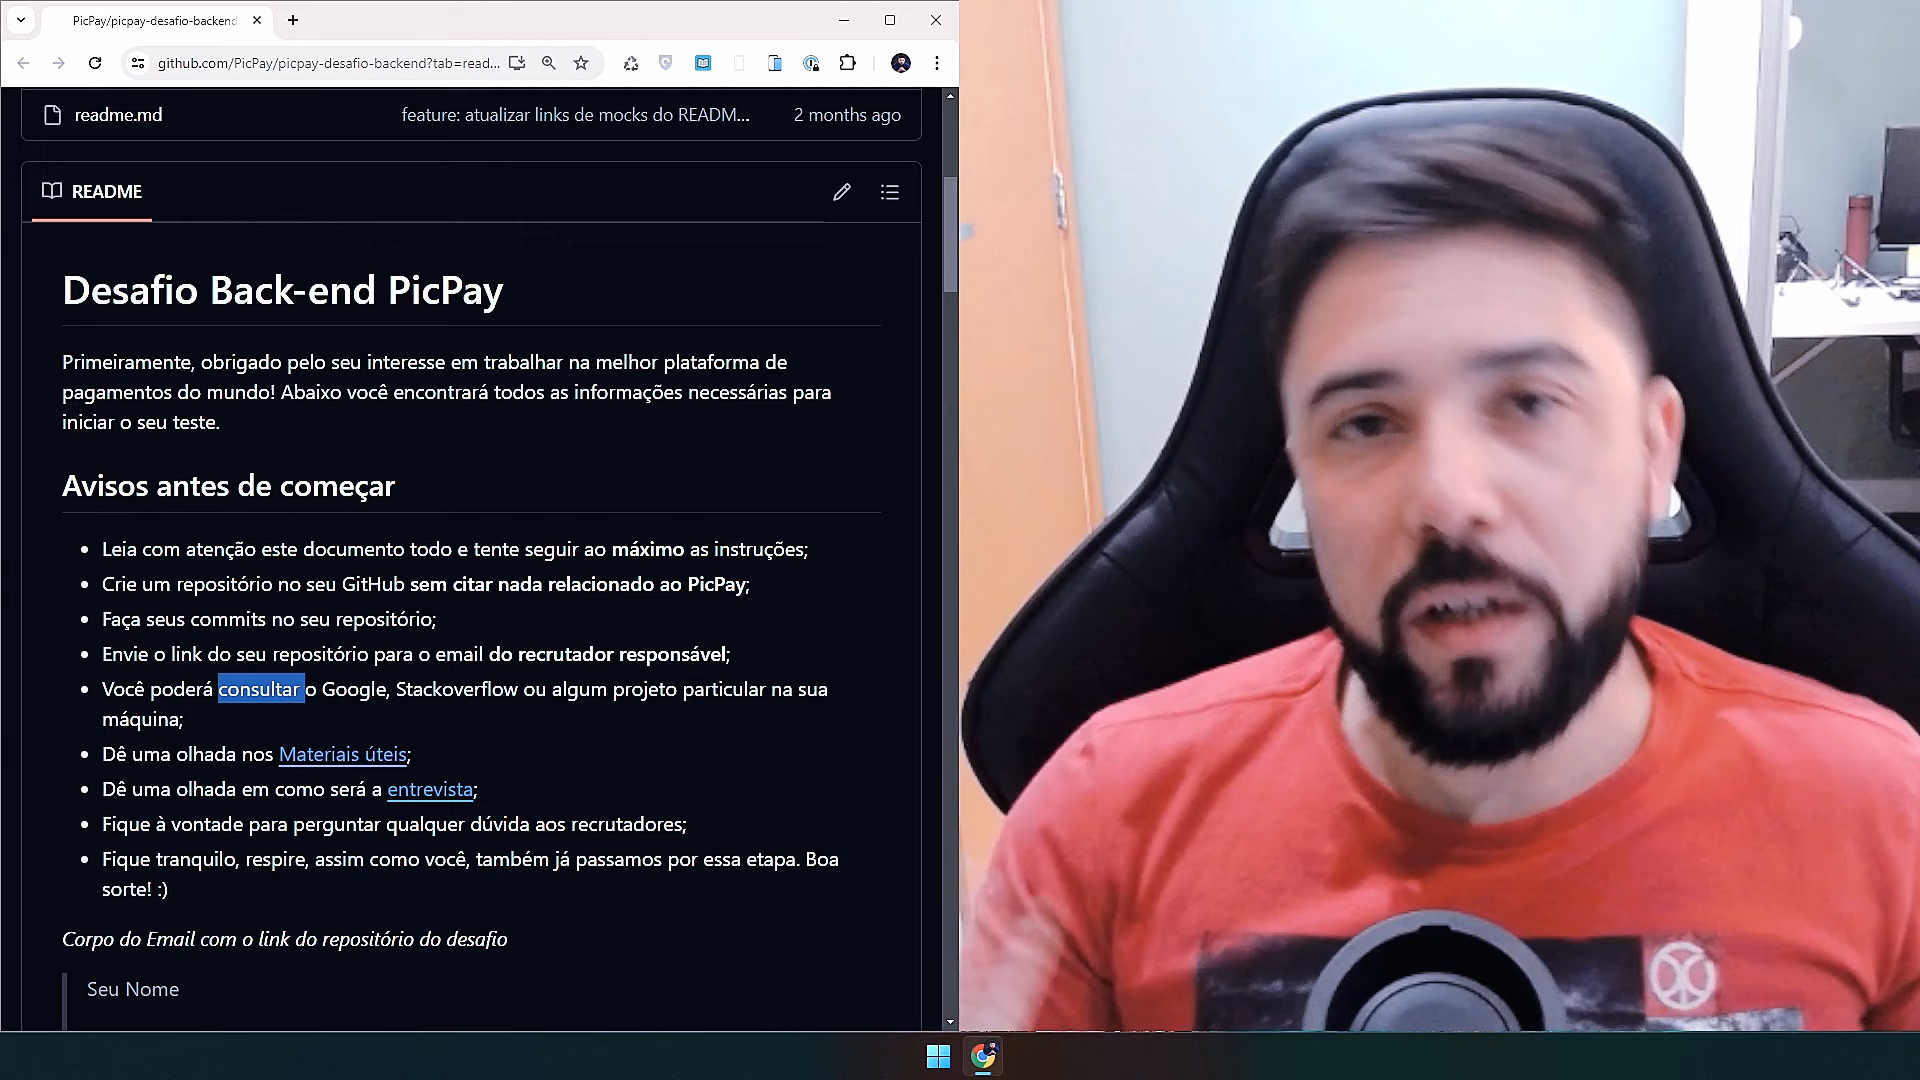 PicPay/picpay-desafio-backend
github.com/PicPay/picpay-desafio-backend?tab=read...
readme.md feature: atualizar links de mocks do READM... 2 months ago
README
Desafio Back-end PicPay
Primeiramente, obrigado pelo seu interesse em trabalhar na melhor plataforma de
pagamentos do mundo! Abaixo você encontrará todos as informações necessárias para
iniciar o seu teste.
Avisos antes de começar
Leia com atenção este documento todo e tente seguir ao máximo as instruções;
Crie um repositório no seu GitHub sem citar nada relacionado ao PicPay;
Faça seus commits no seu repositório;
Envie o link do seu repositório para o email do recrutador responsável;
Você poderá consultar o Google, Stackoverflow ou algum projeto particular na sua
máquina;
Dê uma olhada nos Materiais úteis;
Dê uma olhada em como será a entrevista;
Fique à vontade para perguntar qualquer dúvida aos recrutadores;
Fique tranquilo, respire, assim como você, também já passamos por essa etapa. Boa
sorte! :)
Corpo do Email com o link do repositório do desafio
Seu Nome